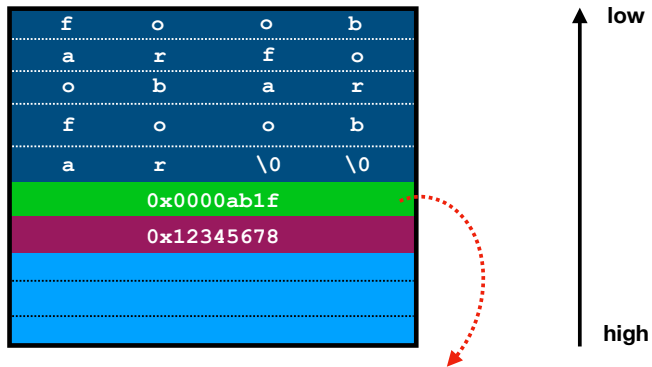 f o o b
low
a r f o
o b a r
f o o b
a r \0 \0
0x0000ab1f
0x12345678
high